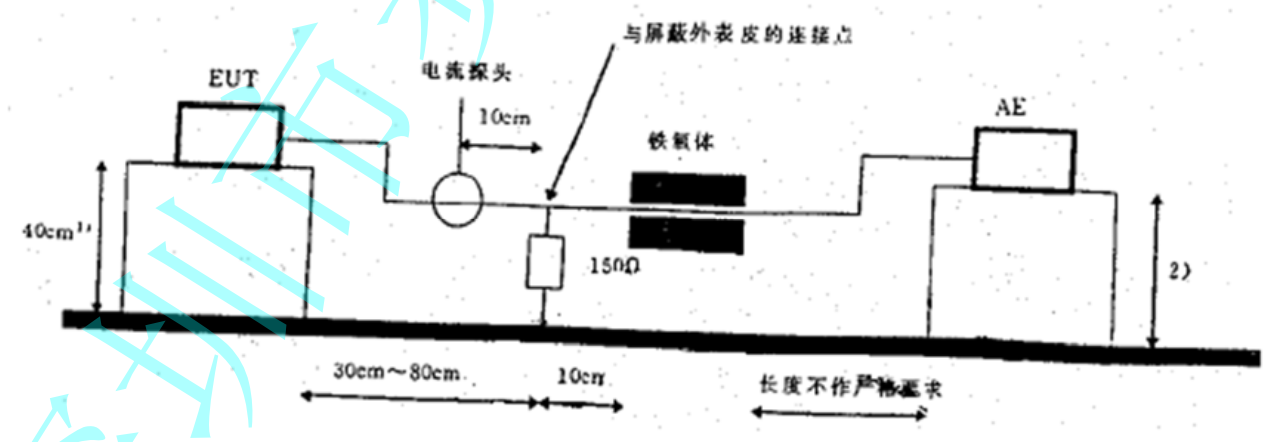 与屏蔽外表皮的连接点
电流探头
EUT
10cm
AE
铁氧体
40cm¹⁾
150Ω
2)
30cm~80cm
10cm
长度不作严格要求